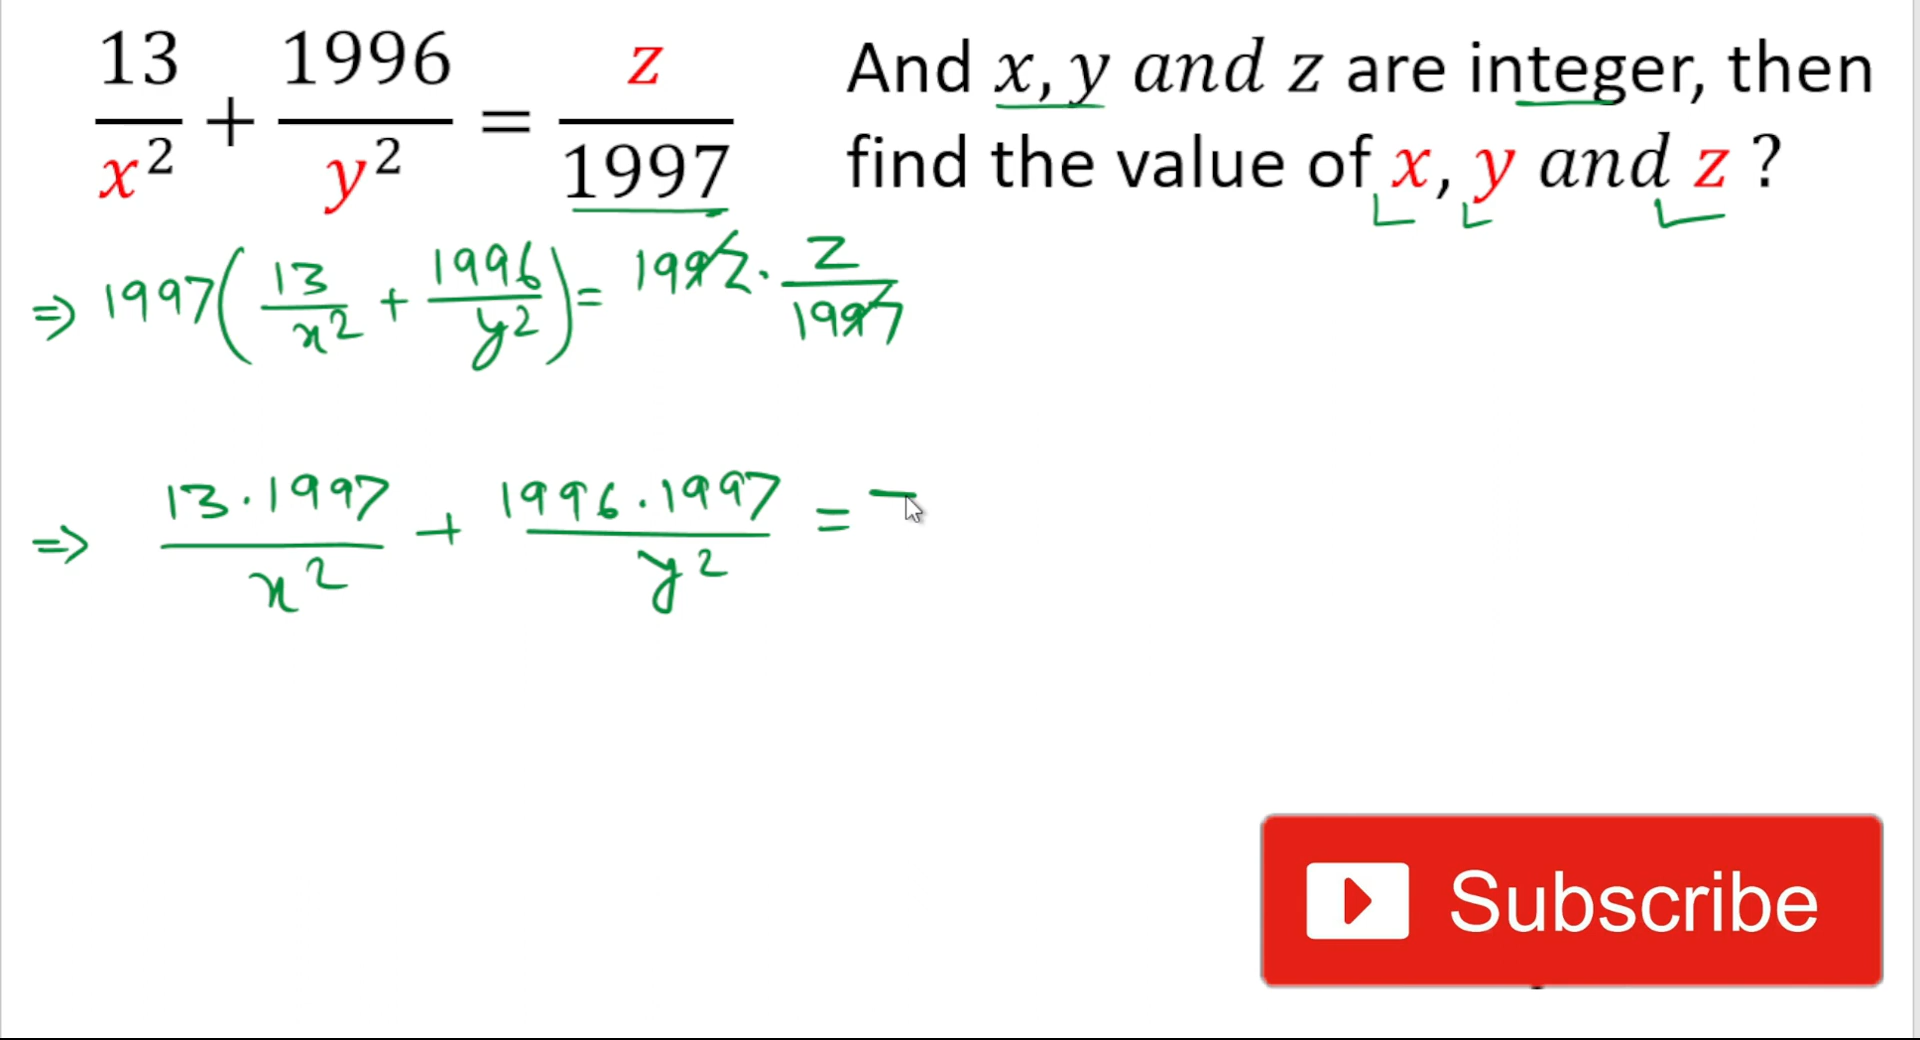 13/x² + 1996/y² = z/1997
And x, y and z are integer, then
find the value of x, y and z ?
⇒ 1997(13/x² + 1996/y²) = 1997 · z/1997
⇒ 13·1997/x² + 1996·1997/y² =
Subscribe